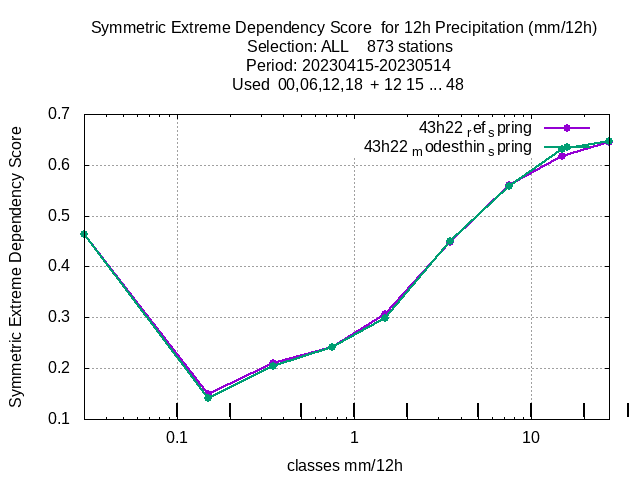 Symmetric Extreme Dependency Score  for 12h Precipitation (mm/12h)
Selection: ALL    873 stations
Period: 20230415-20230514
Used  00,06,12,18  + 12 15 ... 48
43h22 ref spring
43h22 modesthin spring
Symmetric Extreme Dependency Score
0.7
0.6
0.5
0.4
0.3
0.2
0.1
0.1 1 10
classes mm/12h